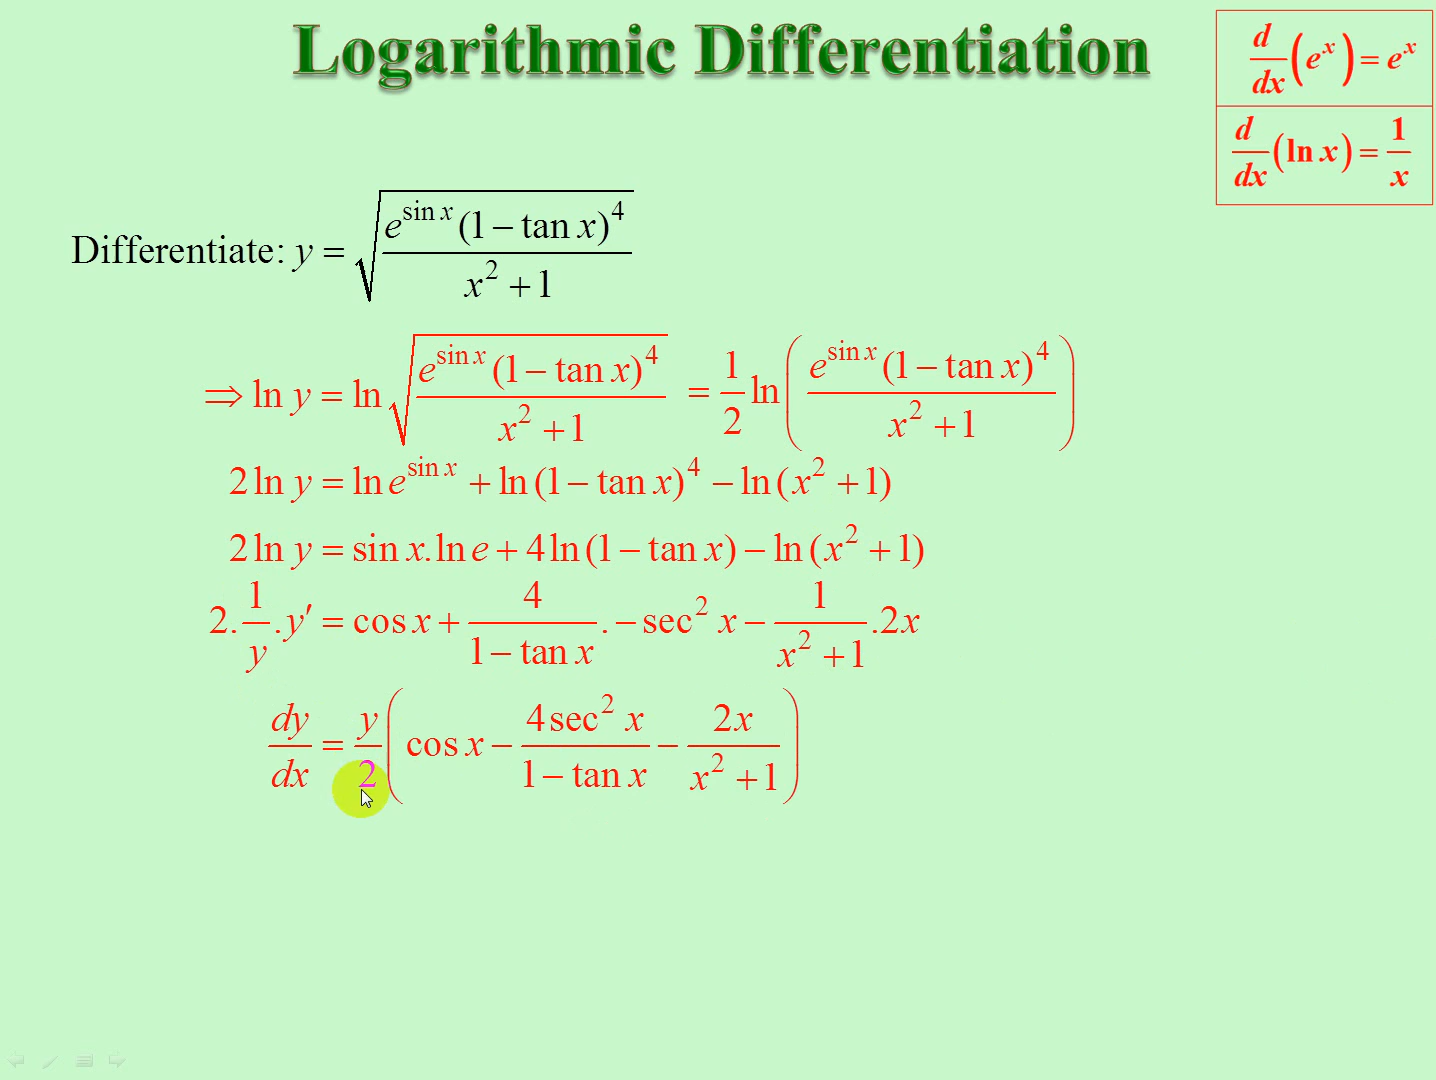 Logarithmic Differentiation
d/dx (e^x) = e^x
d/dx (ln x) = 1/x
Differentiate: y = √(e^(sin x) (1 − tan x)^4 / (x^2 + 1))
⇒ ln y = ln √(e^(sin x) (1 − tan x)^4 / (x^2 + 1)) = 1/2 ln (e^(sin x) (1 − tan x)^4 / (x^2 + 1))
2 ln y = ln e^(sin x) + ln (1 − tan x)^4 − ln (x^2 + 1)
2 ln y = sin x. ln e + 4 ln (1 − tan x) − ln (x^2 + 1)
2. 1/y . y′ = cos x + 4/(1 − tan x) . − sec^2 x − 1/(x^2 + 1) .2x
dy/dx = y/2 (cos x − 4 sec^2 x/(1 − tan x) − 2x/(x^2 + 1))